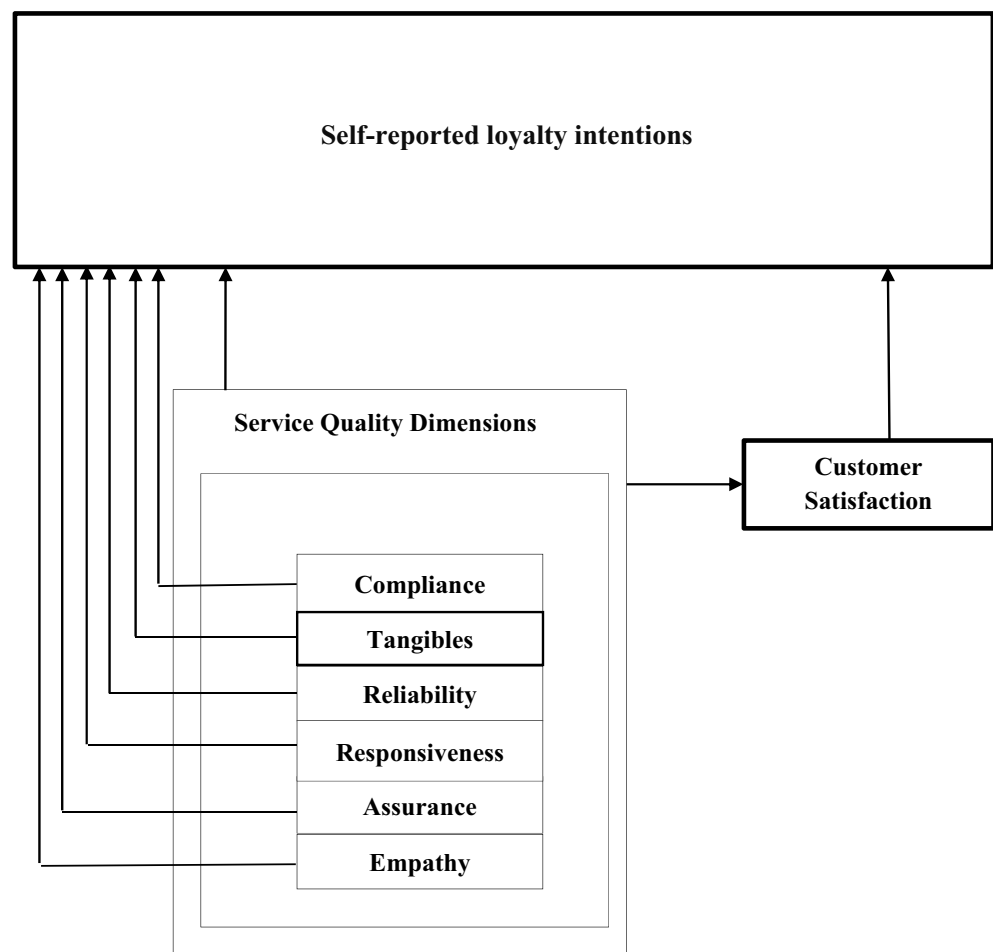 Self-reported loyalty intentions
Service Quality Dimensions
Customer
Satisfaction
Compliance
Tangibles
Reliability
Responsiveness
Assurance
Empathy